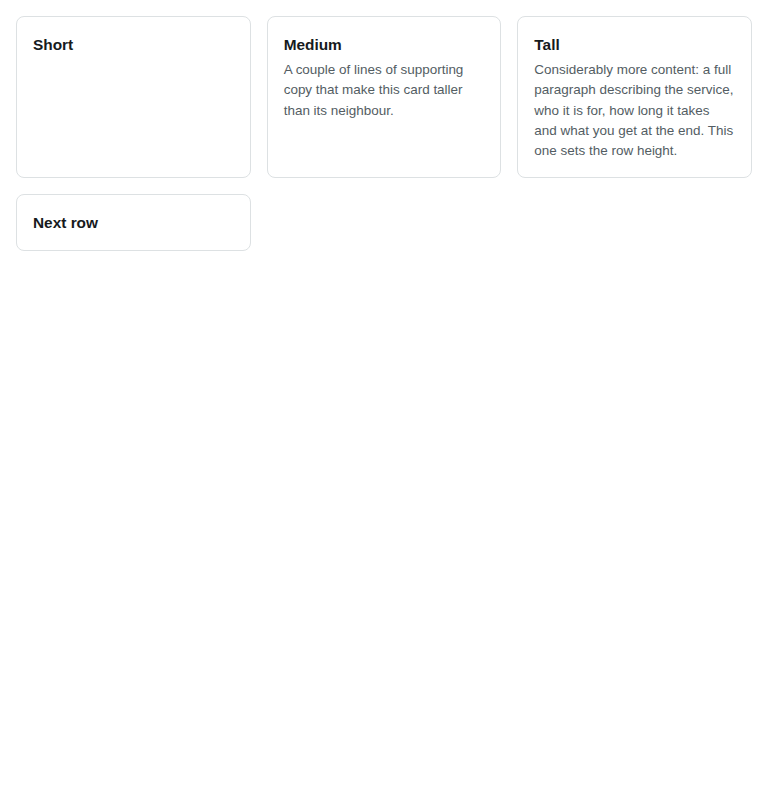 Short
Medium
A couple of lines of supporting
copy that make this card taller
than its neighbour.
Tall
Considerably more content: a full
paragraph describing the service,
who it is for, how long it takes
and what you get at the end. This
one sets the row height.
Next row